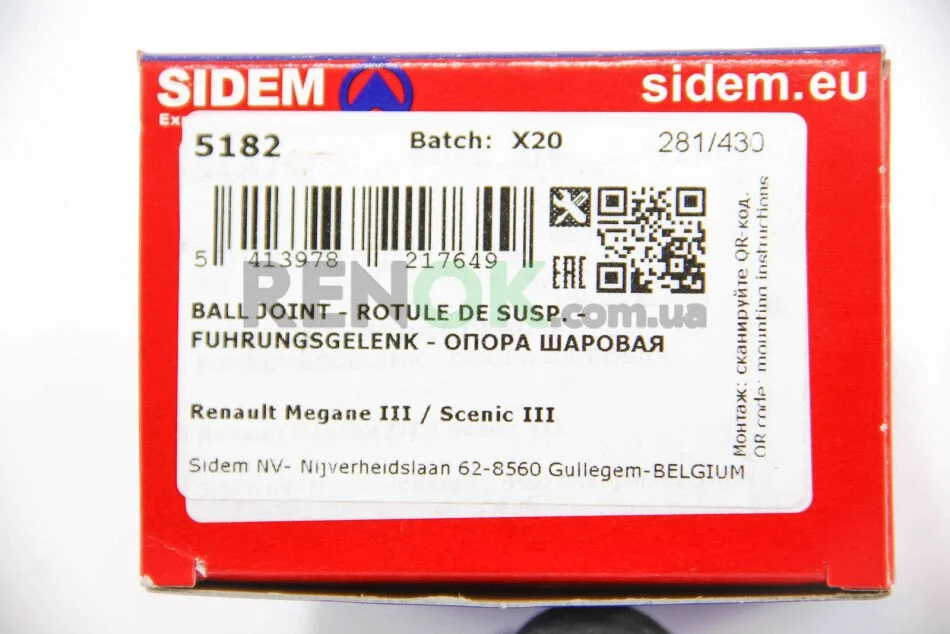 SIDEM
sidem.eu
5182 Batch: X20 281/430
5 413978 217649
EAC
RENOK.com.ua
BALL JOINT - ROTULE DE SUSP. -
FUHRUNGSGELENK - ОПОРА ШАРОВАЯ
Renault Megane III / Scenic III
Sidem NV- Nijverheidslaan 62-8560 Gullegem-BELGIUM
Монтаж: сканируйте QR-код.
QR code: mounting instructions